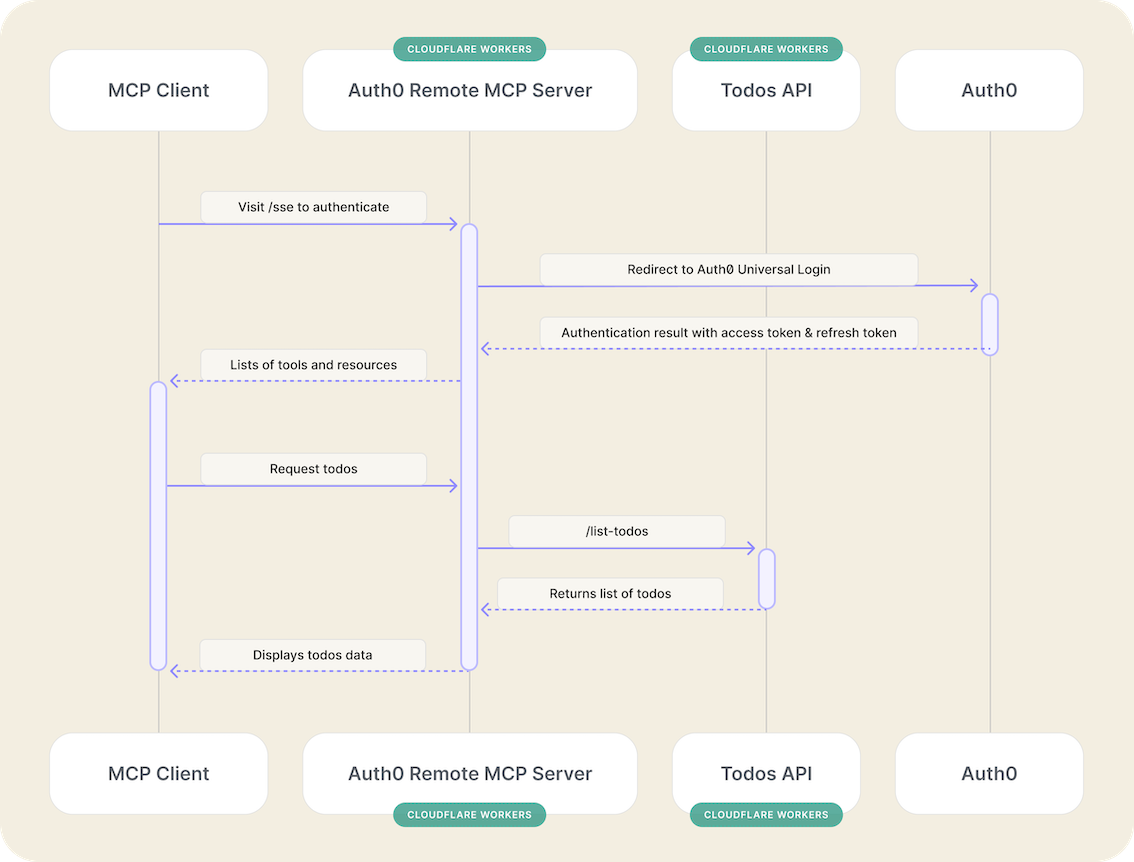 CLOUDFLARE WORKERS
CLOUDFLARE WORKERS
MCP Client
Auth0 Remote MCP Server
Todos API
Auth0
Visit /sse to authenticate
Redirect to Auth0 Universal Login
Authentication result with access token & refresh token
Lists of tools and resources
Request todos
/list-todos
Returns list of todos
Displays todos data
MCP Client
Auth0 Remote MCP Server
Todos API
Auth0
CLOUDFLARE WORKERS
CLOUDFLARE WORKERS